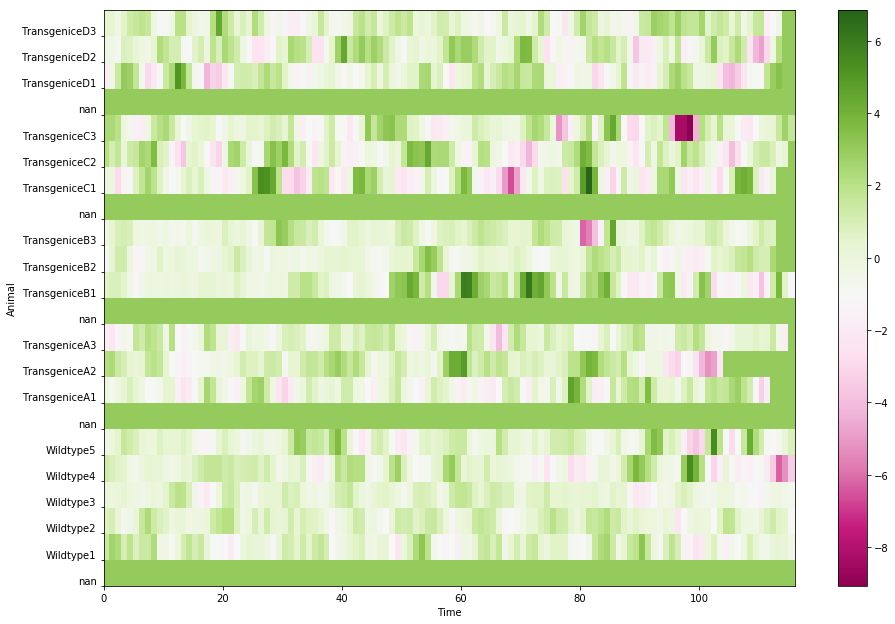 TransgeniceD3
TransgeniceD2
TransgeniceD1
nan
TransgeniceC3
TransgeniceC2
TransgeniceC1
nan
TransgeniceB3
TransgeniceB2
TransgeniceB1
nan
TransgeniceA3
TransgeniceA2
TransgeniceA1
nan
Wildtype5
Wildtype4
Wildtype3
Wildtype2
Wildtype1
nan
Animal
0 20 40 60 80 100
Time
6
4
2
0
−2
−4
−6
−8